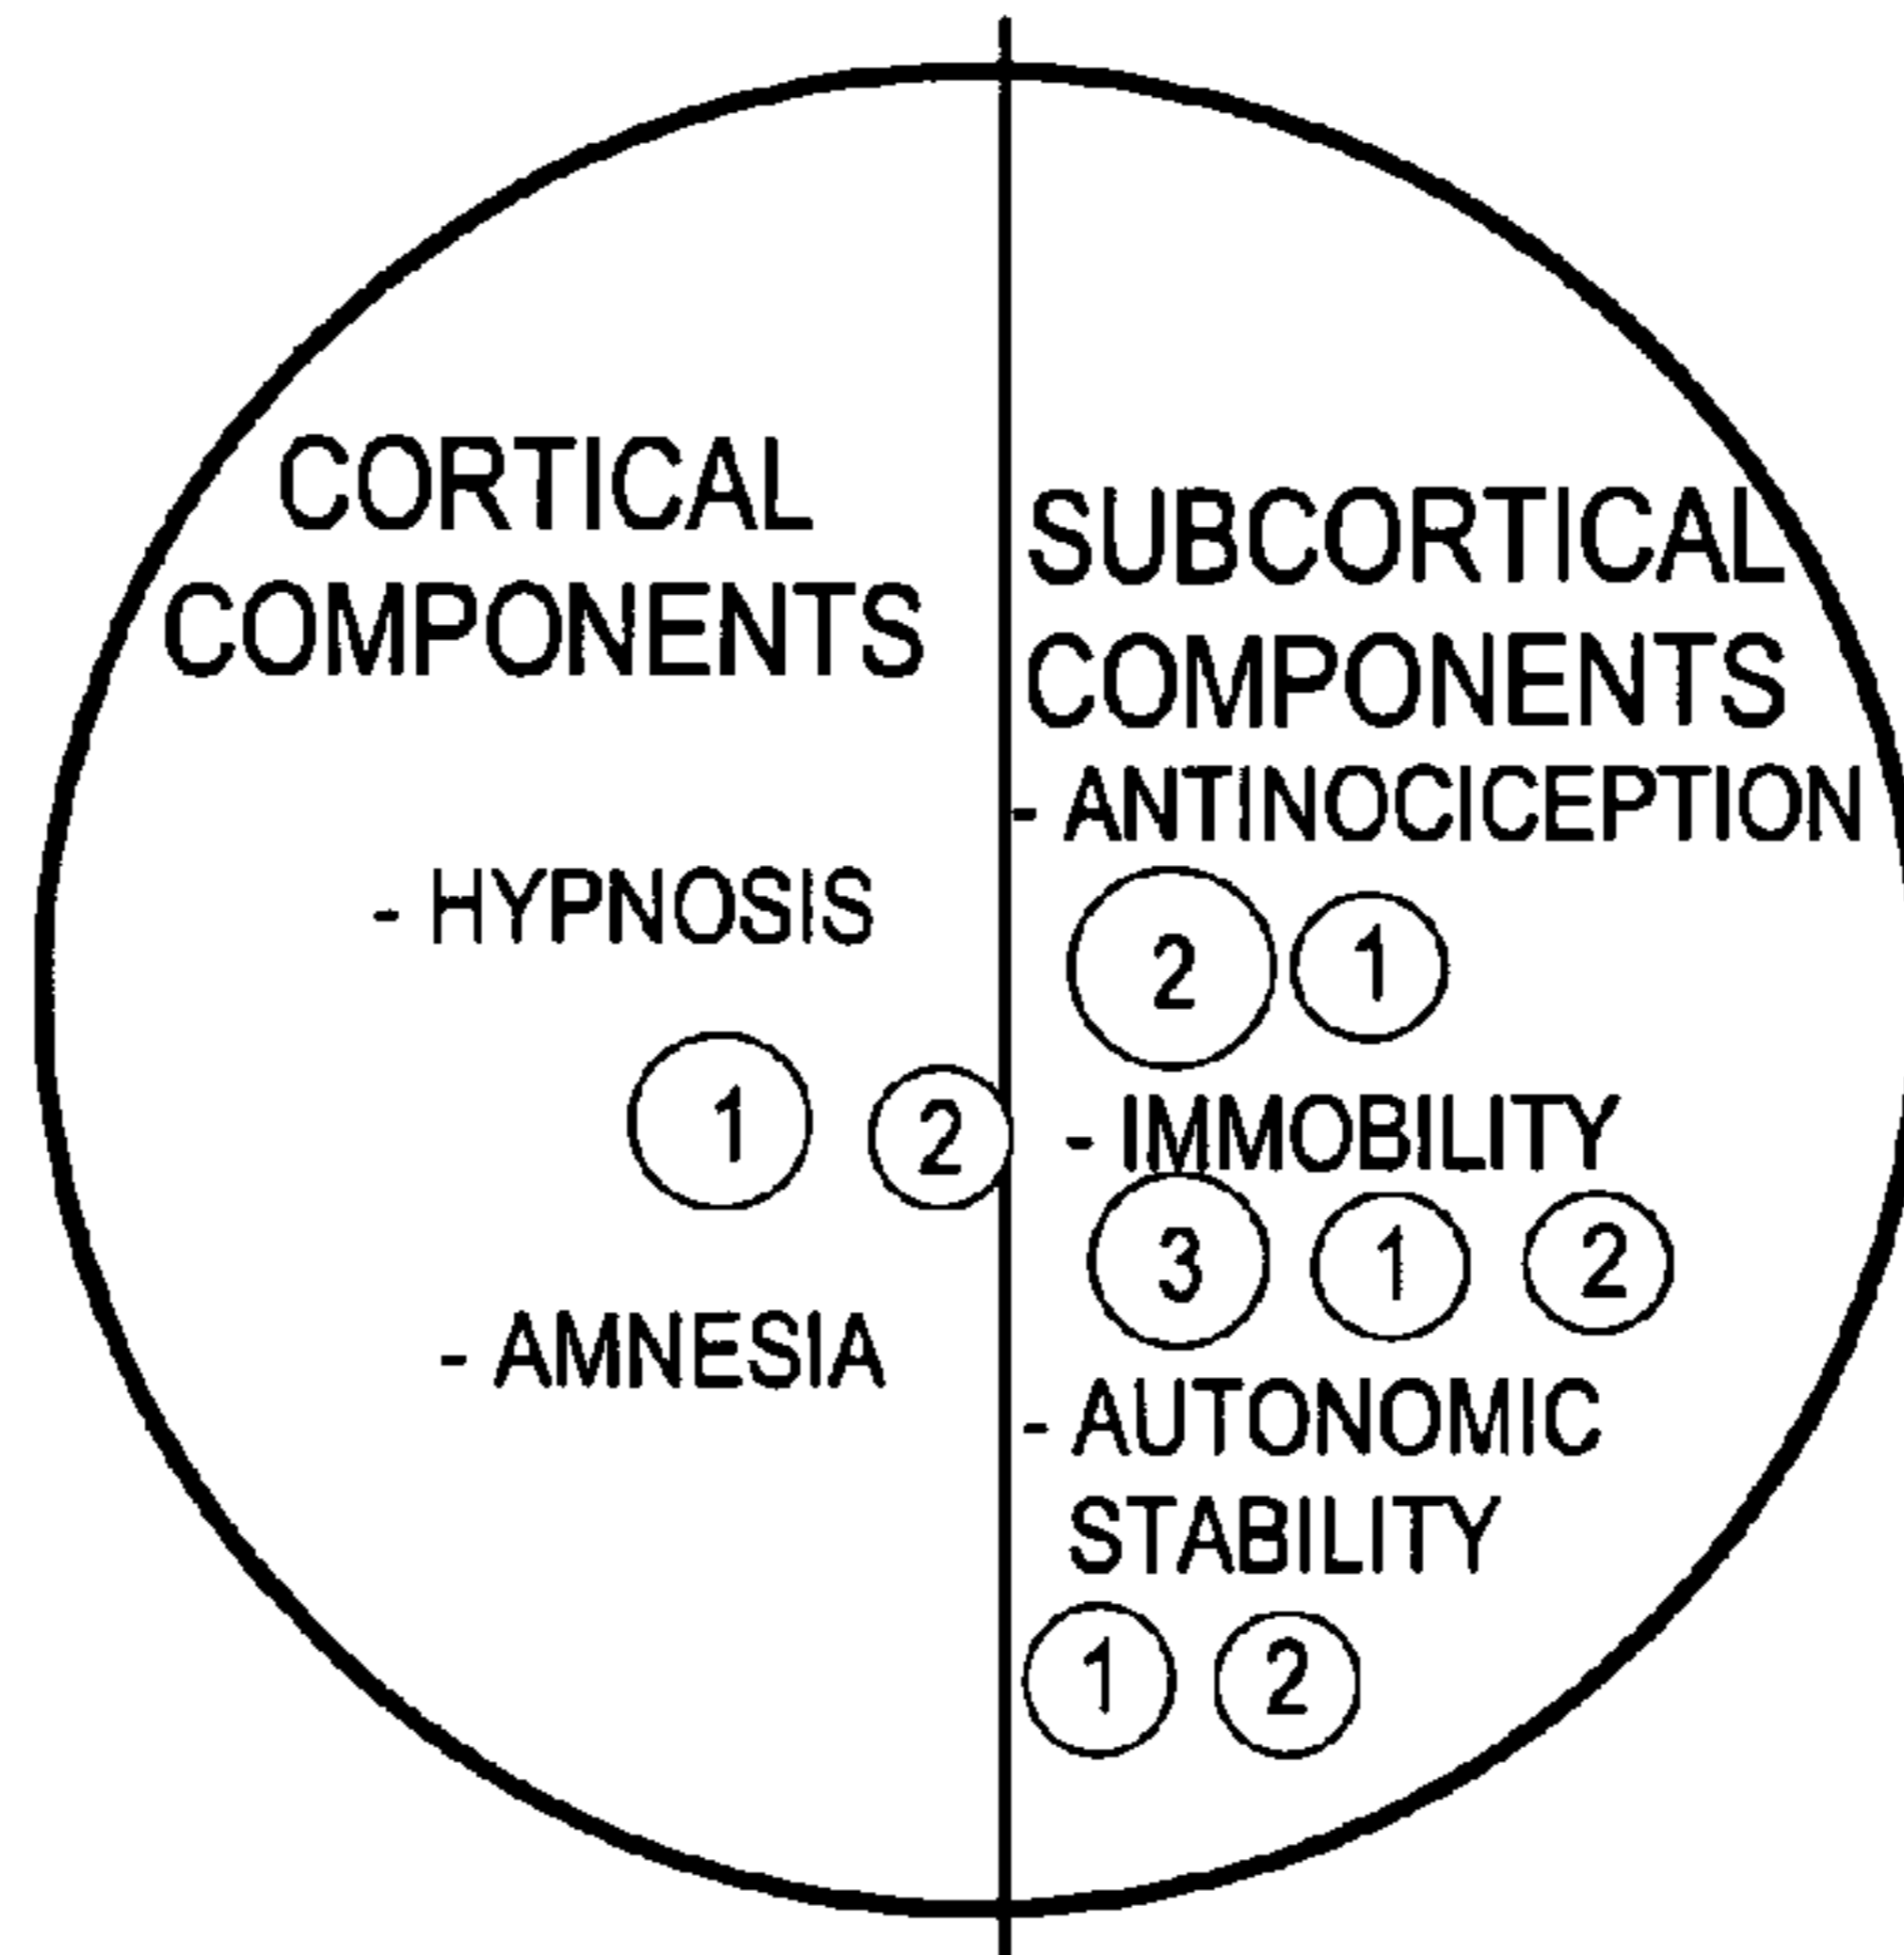 CORTICAL
COMPONENTS
- HYPNOSIS
1 2
- AMNESIA
SUBCORTICAL
COMPONENTS
- ANTINOCICEPTION
2 1
- IMMOBILITY
3 1 2
- AUTONOMIC
STABILITY
1 2